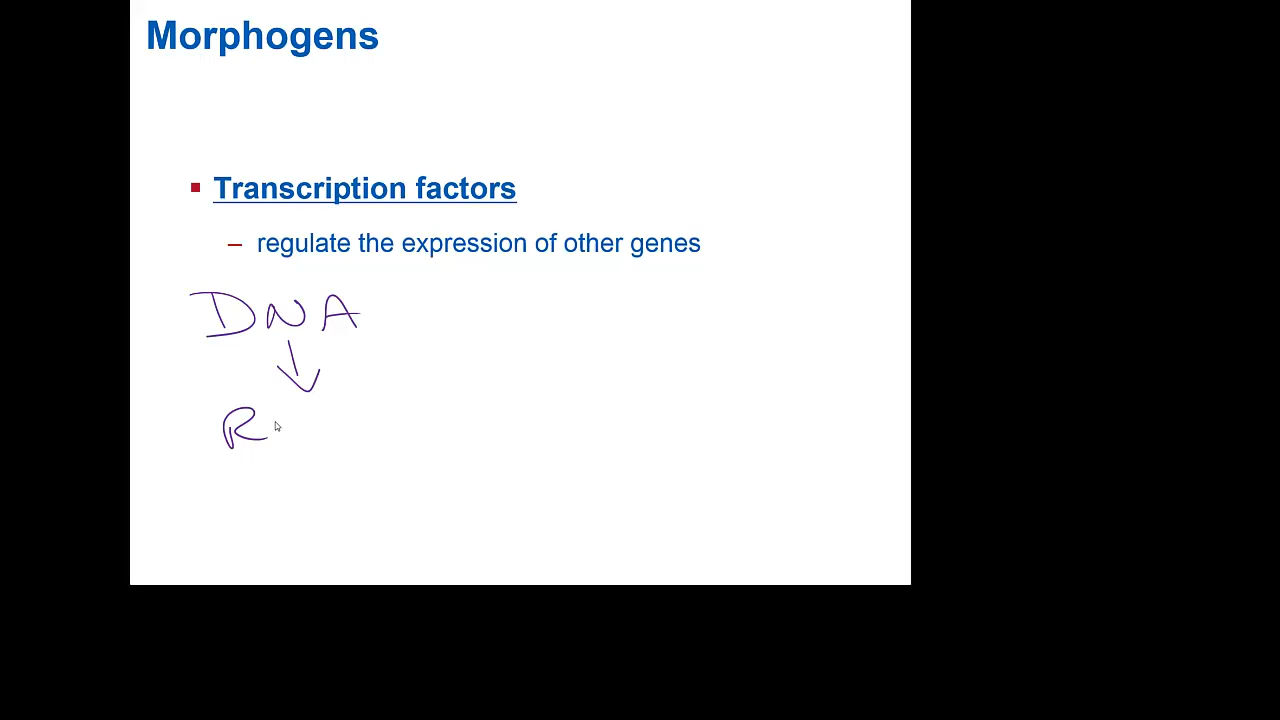 Morphogens
Transcription factors
– regulate the expression of other genes
DNA
R